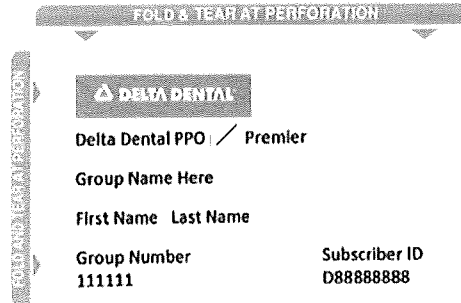 FOLD & TEAR AT PERFORATION
FOLD AND TEAR AT PERFORATION
DELTA DENTAL
Delta Dental PPO / Premier
Group Name Here
First Name Last Name
Group Number Subscriber ID
111111 D88888888